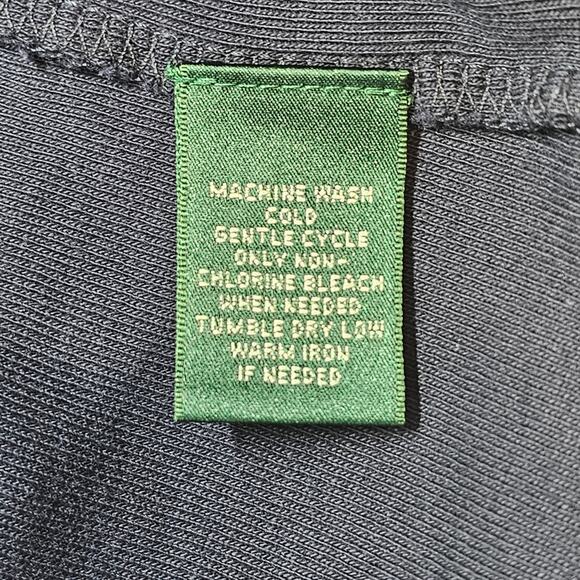 MACHINE WASH
COLD
GENTLE CYCLE
ONLY NON-
CHLORINE BLEACH
WHEN NEEDED
TUMBLE DRY LOW
WARM IRON
IF NEEDED